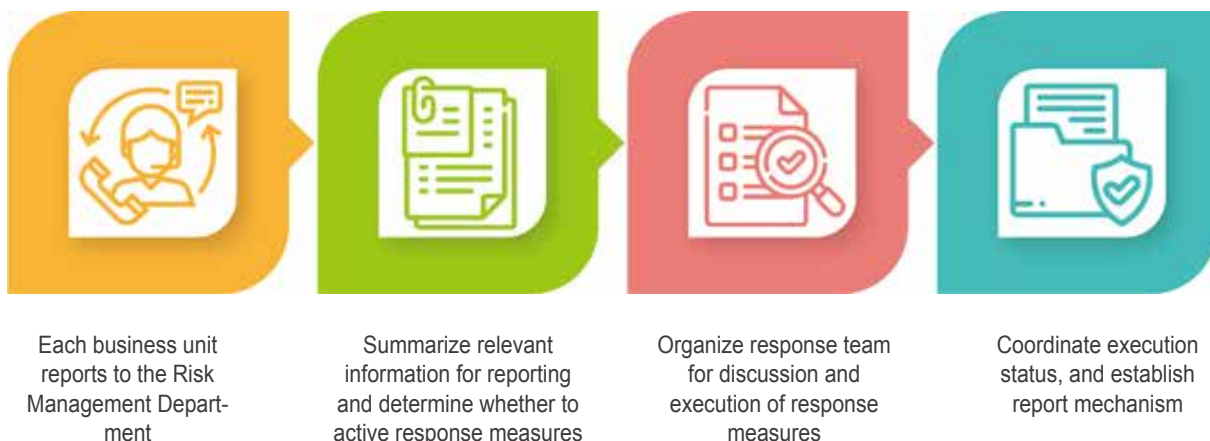 Each business unit
reports to the Risk
Management Depart-
ment
Summarize relevant
information for reporting
and determine whether to
active response measures
Organize response team
for discussion and
execution of response
measures
Coordinate execution
status, and establish
report mechanism